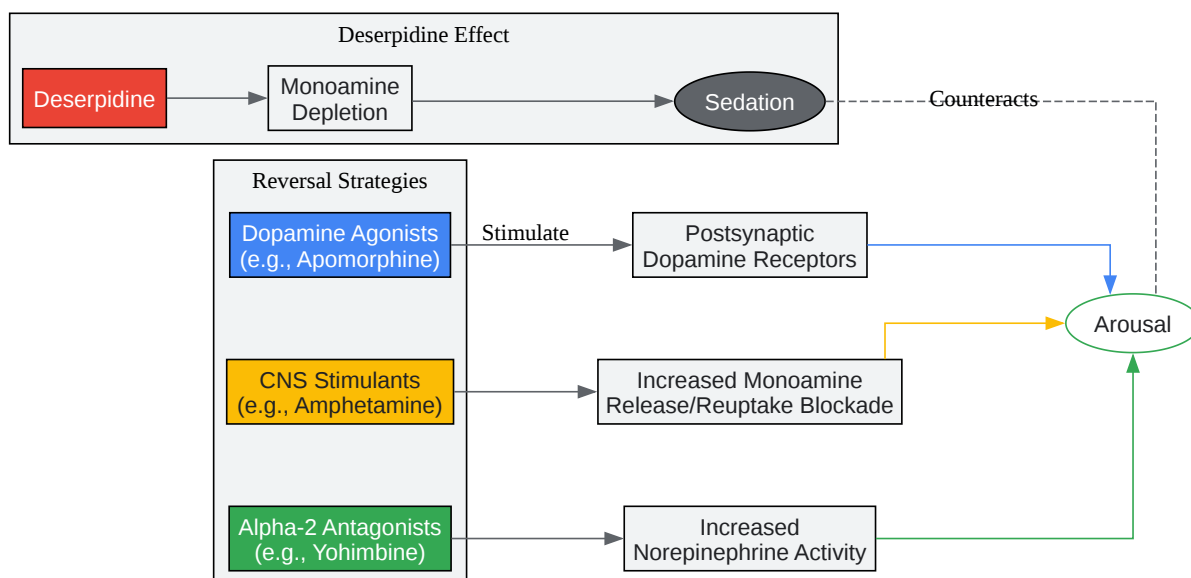 Deserpidine Effect
Deserpidine
Monoamine
Depletion
Sedation
Counteracts
Reversal Strategies
Dopamine Agonists
(e.g., Apomorphine)
Stimulate
Postsynaptic
Dopamine Receptors
Arousal
CNS Stimulants
(e.g., Amphetamine)
Increased Monoamine
Release/Reuptake Blockade
Alpha-2 Antagonists
(e.g., Yohimbine)
Increased
Norepinephrine Activity